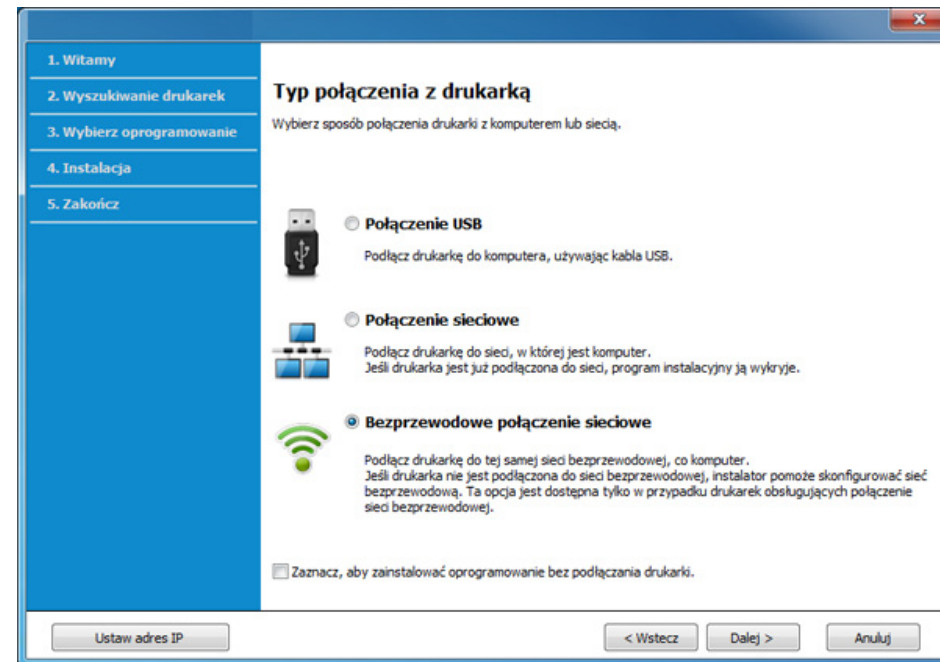 1. Witamy
2. Wyszukiwanie drukarek
3. Wybierz oprogramowanie
4. Instalacja
5. Zakończ
Typ połączenia z drukarką
Wybierz sposób połączenia drukarki z komputerem lub siecią.
Połączenie USB
Podłącz drukarkę do komputera, używając kabla USB.
Połączenie sieciowe
Podłącz drukarkę do sieci, w której jest komputer.
Jeśli drukarka jest już podłączona do sieci, program instalacyjny ją wykryje.
Bezprzewodowe połączenie sieciowe
Podłącz drukarkę do tej samej sieci bezprzewodowej, co komputer.
Jeśli drukarka nie jest podłączona do sieci bezprzewodowej, instalator pomoże skonfigurować sieć
bezprzewodową. Ta opcja jest dostępna tylko w przypadku drukarek obsługujących połączenie
sieci bezprzewodowej.
Zaznacz, aby zainstalować oprogramowanie bez podłączania drukarki.
Ustaw adres IP
< Wstecz
Dalej >
Anuluj